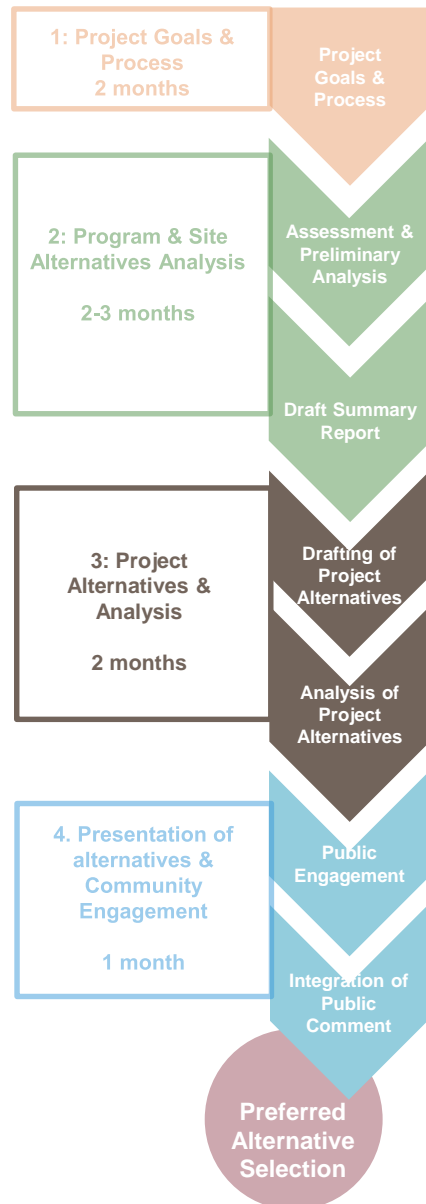 1: Project Goals &
Process
2 months
Project
Goals &
Process
2: Program & Site
Alternatives Analysis
2-3 months
Assessment &
Preliminary
Analysis
Draft Summary
Report
3: Project
Alternatives &
Analysis
2 months
Drafting of
Project
Alternatives
Analysis of
Project
Alternatives
4. Presentation of
alternatives &
Community
Engagement
1 month
Public
Engagement
Integration of
Public
Comment
Preferred
Alternative
Selection